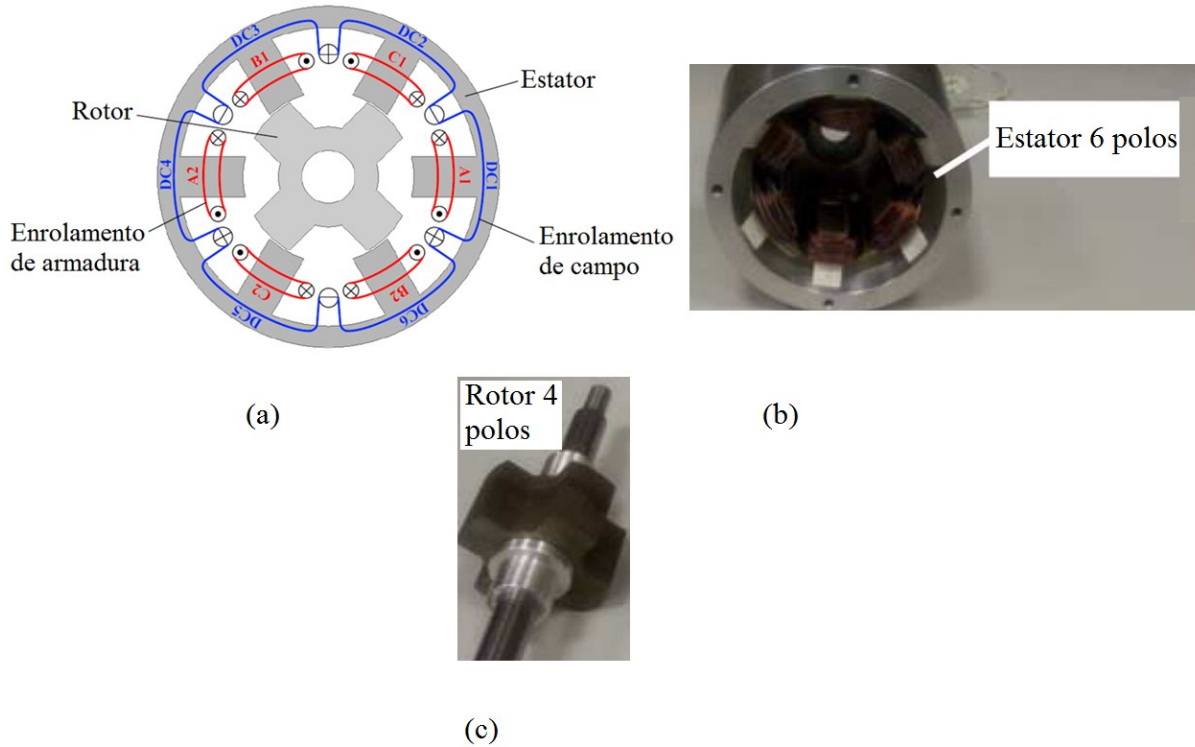 DC3
DC2
B1
C1
Estator
Rotor
Estator 6 polos
DC4
A2
A1
DC1
Enrolamento
de armadura
Enrolamento
de campo
C2
B2
DC5
DC6
(a)
(b)
Rotor 4
polos
(c)